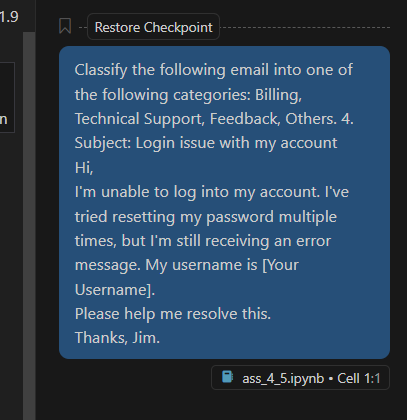 1.9
Restore Checkpoint
n
Classify the following email into one of
the following categories: Billing,
Technical Support, Feedback, Others. 4.
Subject: Login issue with my account
Hi,
I'm unable to log into my account. I've
tried resetting my password multiple
times, but I'm still receiving an error
message. My username is [Your
Username].
Please help me resolve this.
Thanks, Jim.
ass_4_5.ipynb • Cell 1:1